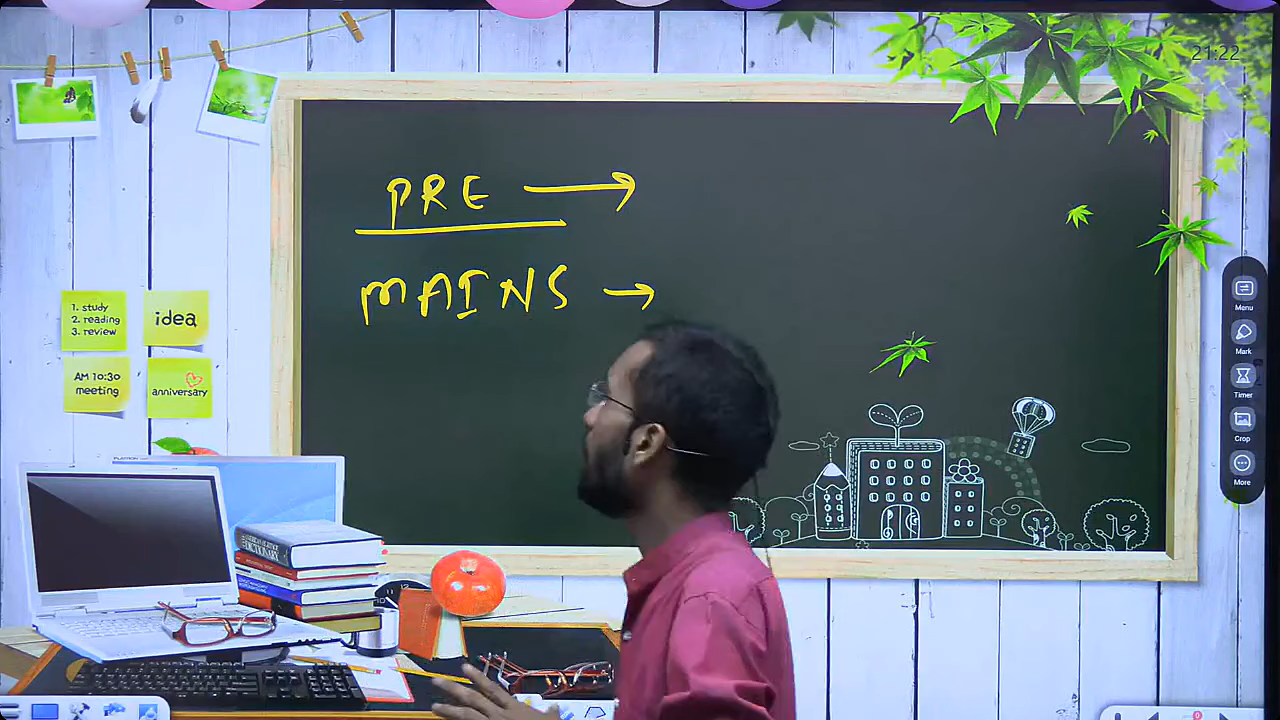 21:22
PRE →
MAINS →
1. study
2. reading
3. review
idea
AM 10:30
meeting
anniversary
DICTIONARY
Menu
Mark
Timer
Crop
More